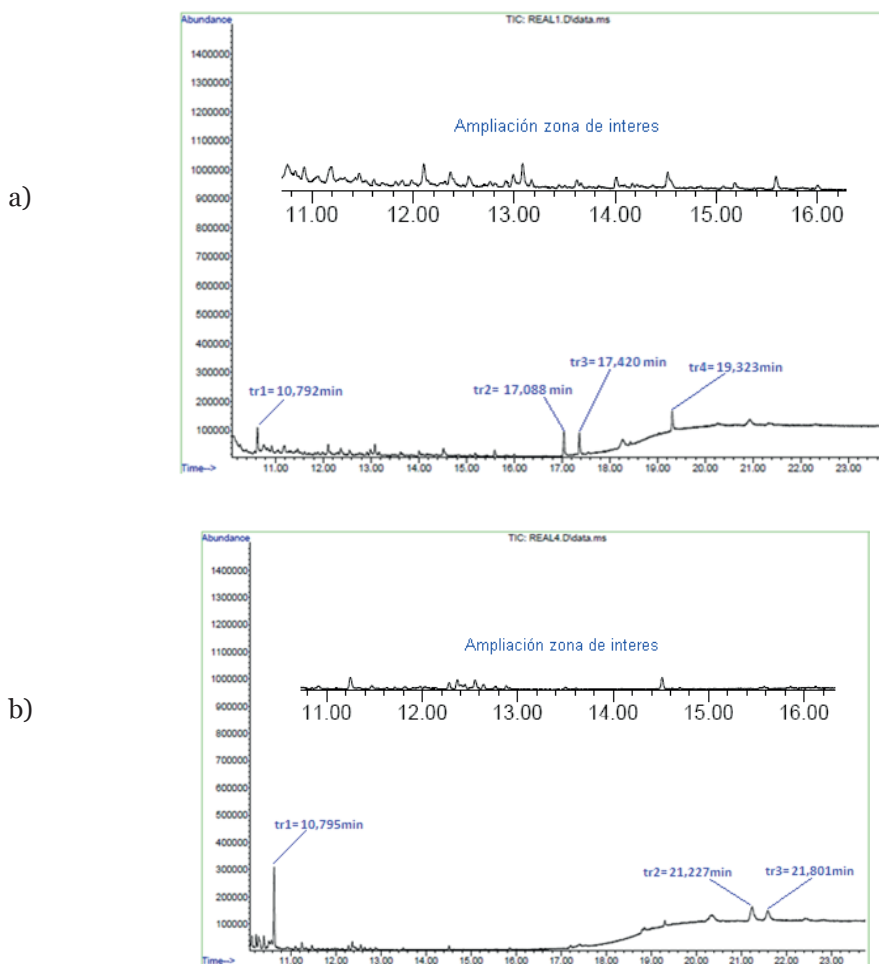 a)
Abundance
TIC: REAL1.D\data.ms
1400000
1300000
1200000
1100000
1000000
900000
800000
700000
600000
500000
400000
300000
200000
100000
Ampliación zona de interes
11.00 12.00 13.00 14.00 15.00 16.00
tr1= 10,792min
tr2= 17,088 min
tr3= 17,420 min
tr4= 19,323min
Time-->
11.00 12.00 13.00 14.00 15.00 16.00 17.00 18.00 19.00 20.00 21.00 22.00 23.00
b)
Abundance
TIC: REAL4.D\data.ms
1400000
1300000
1200000
1100000
1000000
900000
800000
700000
600000
500000
400000
300000
200000
100000
Ampliación zona de interes
11.00 12.00 13.00 14.00 15.00 16.00
tr1= 10,795min
tr2= 21,227min
tr3= 21,801min
Time-->
11.00 12.00 13.00 14.00 15.00 16.00 17.00 18.00 19.00 20.00 21.00 22.00 23.00